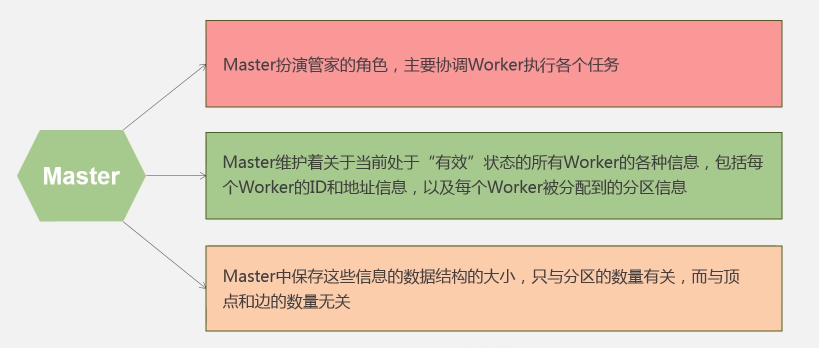 Master
Master扮演管家的角色，主要协调Worker执行各个任务
Master维护着关于当前处于“有效”状态的所有Worker的各种信息，包括每
个Worker的ID和地址信息，以及每个Worker被分配到的分区信息
Master中保存这些信息的数据结构的大小，只与分区的数量有关，而与顶
点和边的数量无关